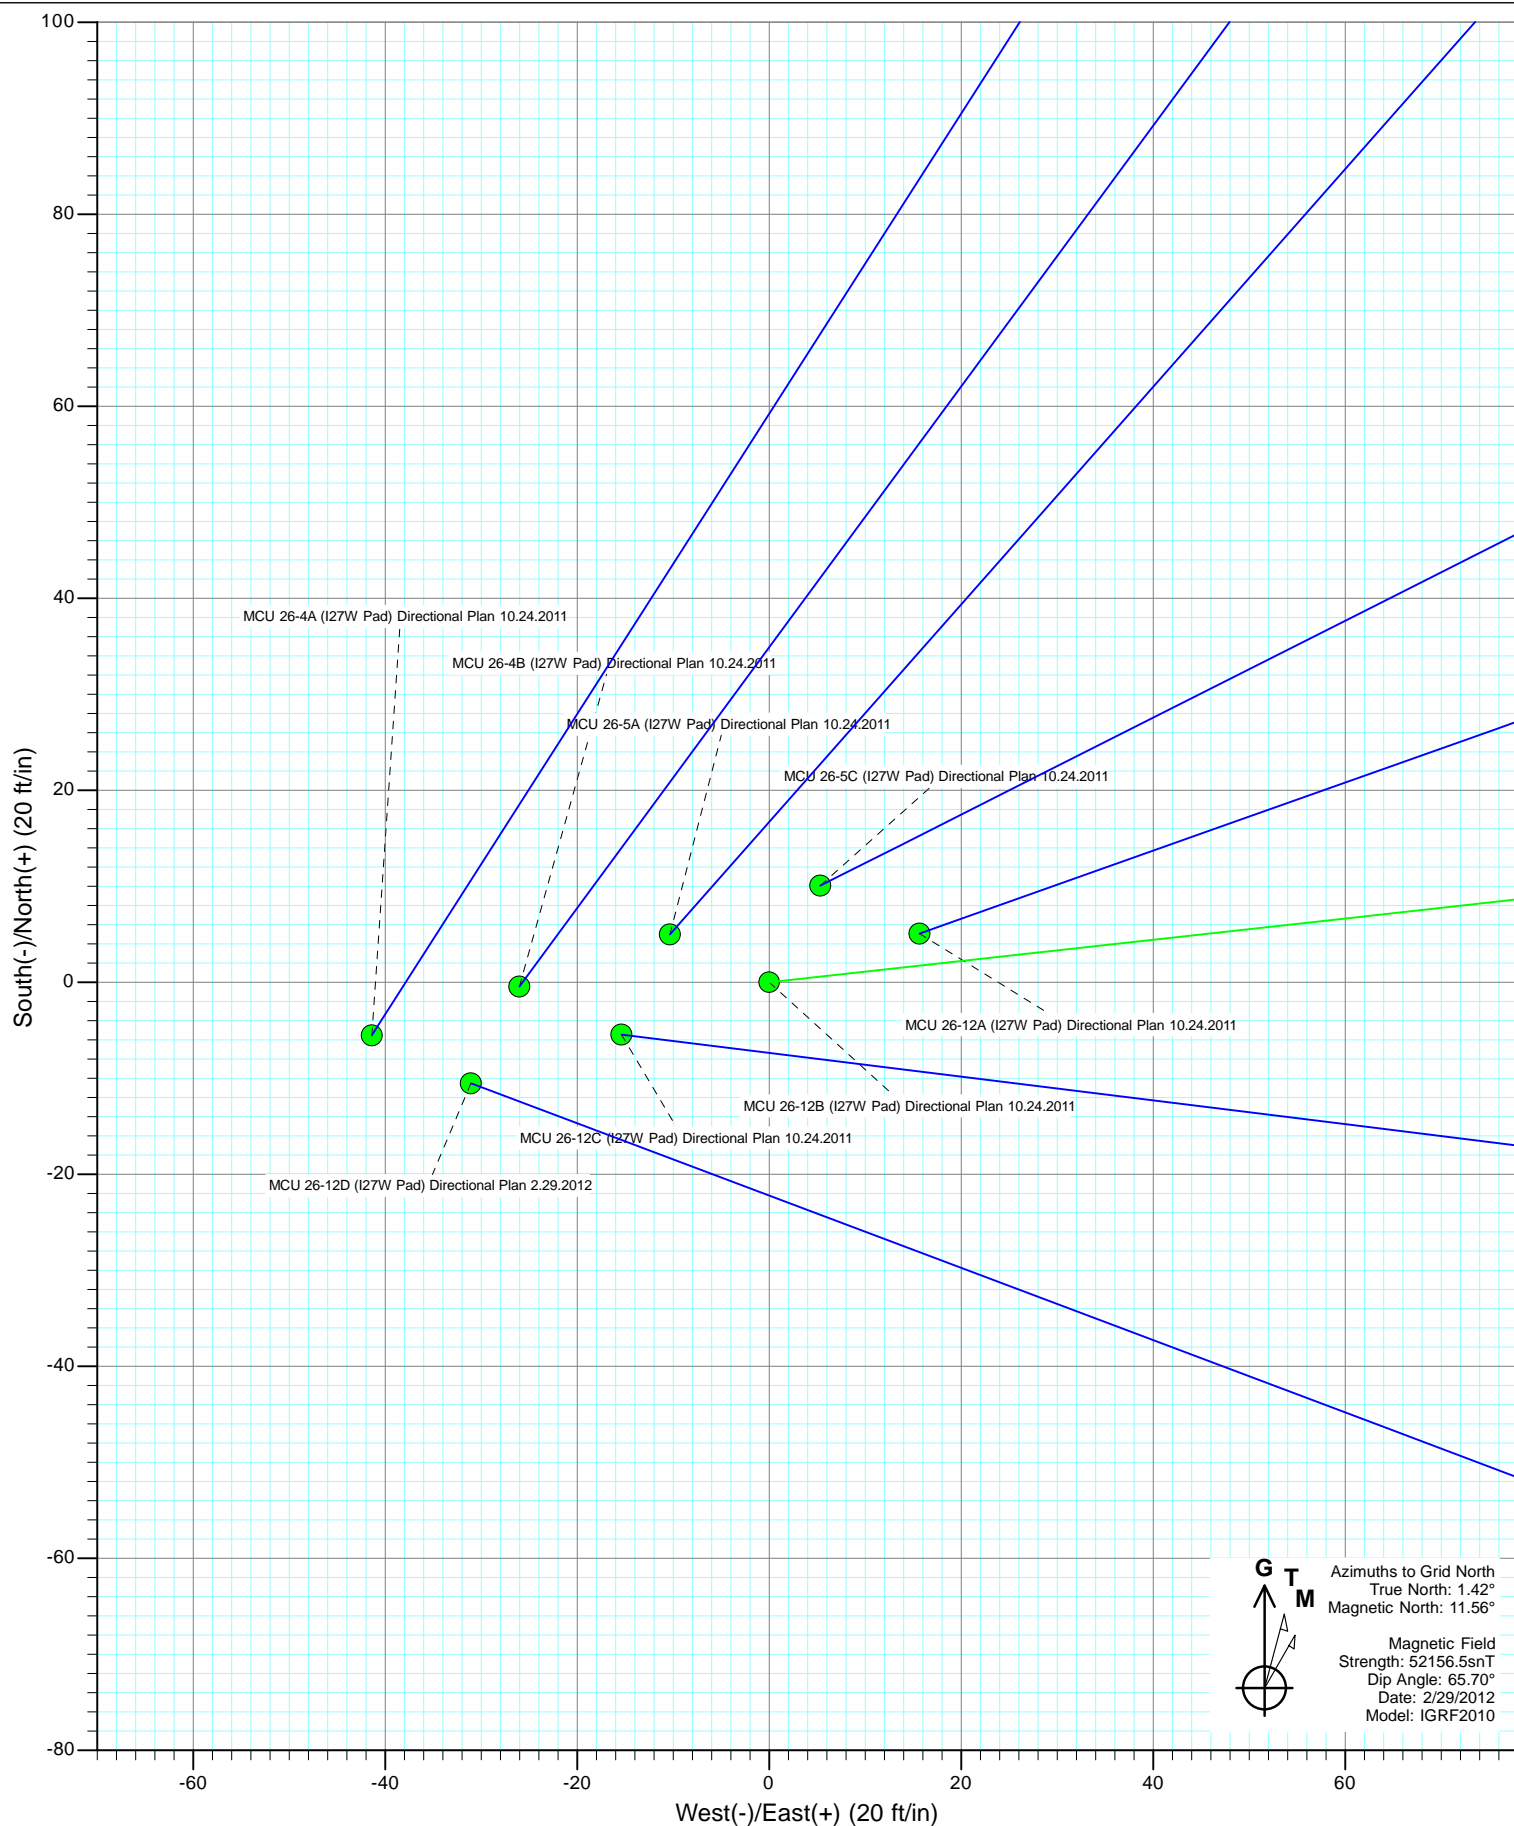 100
80
60
40
20
0
-20
-40
-60
-80
South(-)/North(+) (20 ft/in)
MCU 26-4A (I27W Pad) Directional Plan 10.24.2011
MCU 26-4B (I27W Pad) Directional Plan 10.24.2011
MCU 26-5A (I27W Pad) Directional Plan 10.24.2011
MCU 26-5C (I27W Pad) Directional Plan 10.24.2011
MCU 26-12A (I27W Pad) Directional Plan 10.24.2011
MCU 26-12B (I27W Pad) Directional Plan 10.24.2011
MCU 26-12C (I27W Pad) Directional Plan 10.24.2011
MCU 26-12D (I27W Pad) Directional Plan 2.29.2012
G T M
Azimuths to Grid North
True North: 1.42°
Magnetic North: 11.56°
Magnetic Field
Strength: 52156.5snT
Dip Angle: 65.70°
Date: 2/29/2012
Model: IGRF2010
-60 -40 -20 0 20 40 60
West(-)/East(+) (20 ft/in)